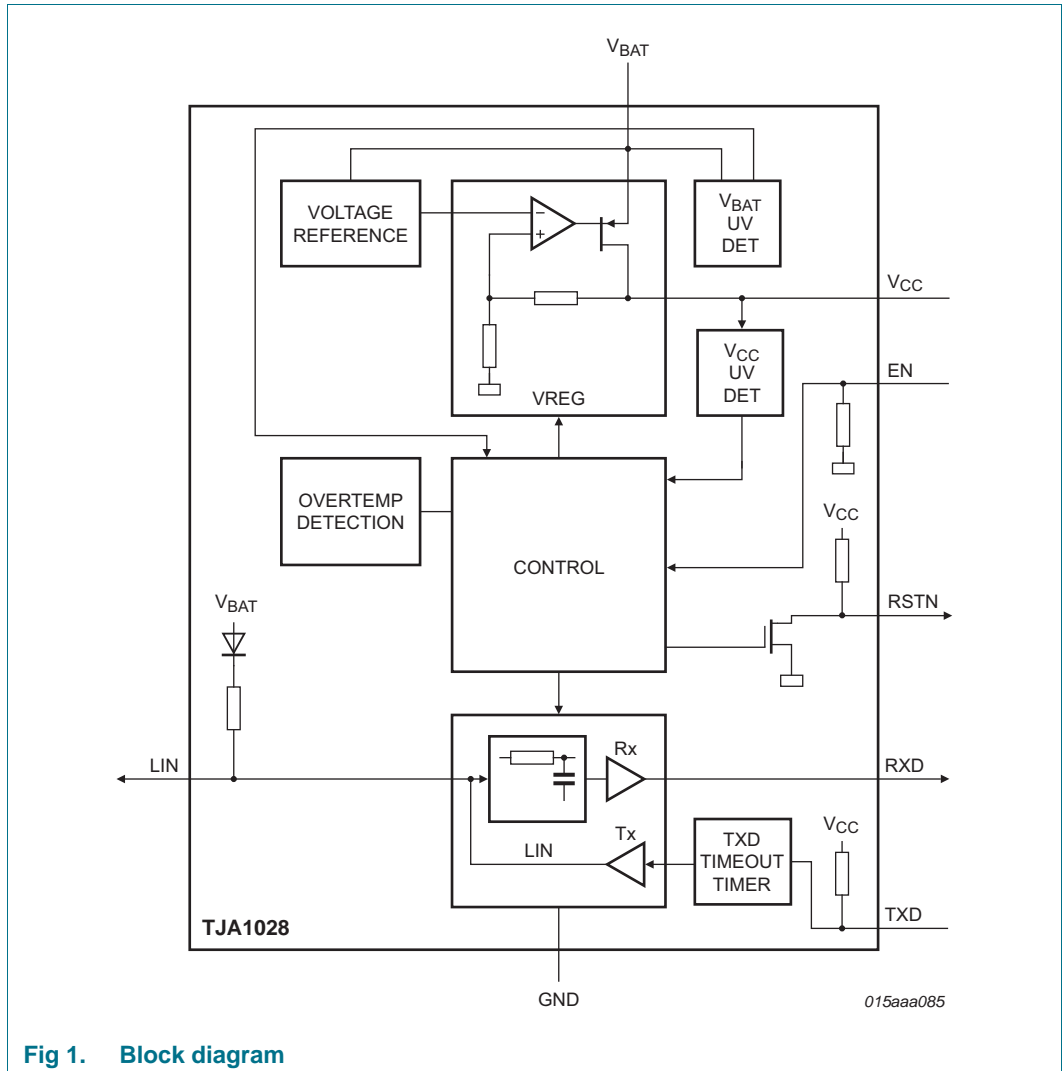 VBAT
VOLTAGE
REFERENCE
−
+
VREG
VBAT
UV
DET
VCC
VCC
UV
DET
EN
OVERTEMP
DETECTION
CONTROL
VCC
RSTN
VBAT
LIN
Rx
RXD
Tx
LIN
TXD
TIMEOUT
TIMER
VCC
TXD
TJA1028
GND
015aaa085
Fig 1. Block diagram